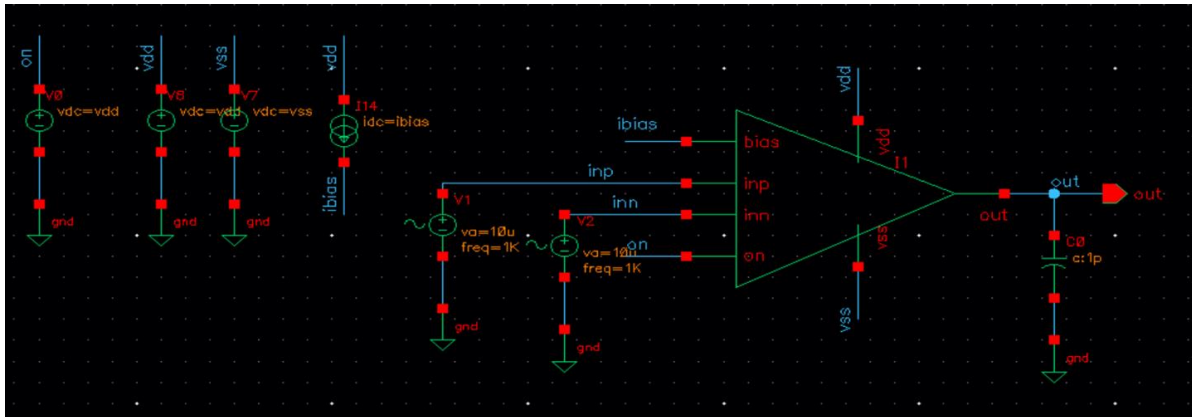 on
V0
vdc=vdd
gnd
vdd
V6
vdc=vdd
gnd
vss
V7
vdc=vss
gnd
vdd
I14
idc=ibias
ibias
ibias
inp
inn
on
V1
va=10u
freq=1K
gnd
V2
va=10u
freq=1K
gnd
bias
inp
inn
on
vdd
vdd
I1
vss
vss
out
out
out
C0
c:1p
gnd